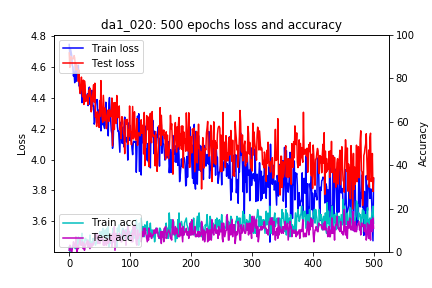 da1_020: 500 epochs loss and accuracy
4.8
4.6
4.4
4.2
4.0
3.8
3.6
Loss
Train loss
Test loss
Train acc
Test acc
100
80
60
40
20
0
Accuracy
0 100 200 300 400 500